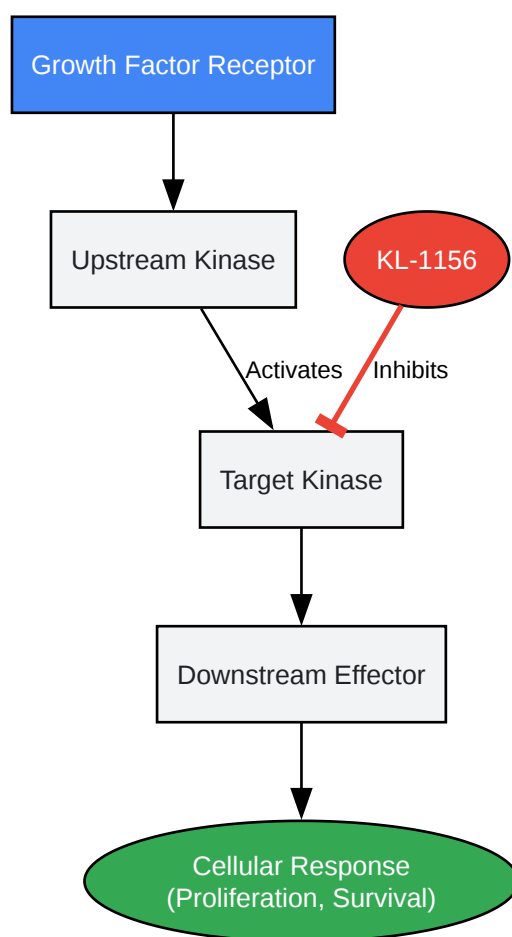 Growth Factor Receptor
Upstream Kinase
KL-1156
Activates
Inhibits
Target Kinase
Downstream Effector
Cellular Response
(Proliferation, Survival)